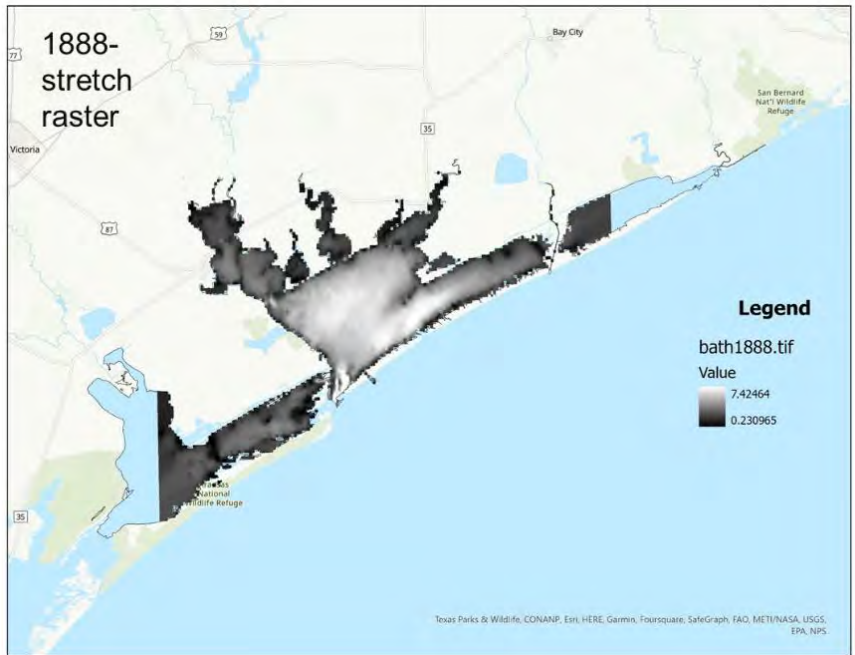 1888-
stretch
raster
59
77
Bay City
San Bernard
Nat'l Wildlife
Refuge
35
Victoria
87
Legend
bath1888.tif
Value
7.42464
0.230965
National
Wildlife Refuge
35
Texas Parks & Wildlife, CONANP, Esri, HERE, Garmin, Foursquare, SafeGraph, FAO, METI/NASA, USGS,
EPA, NPS